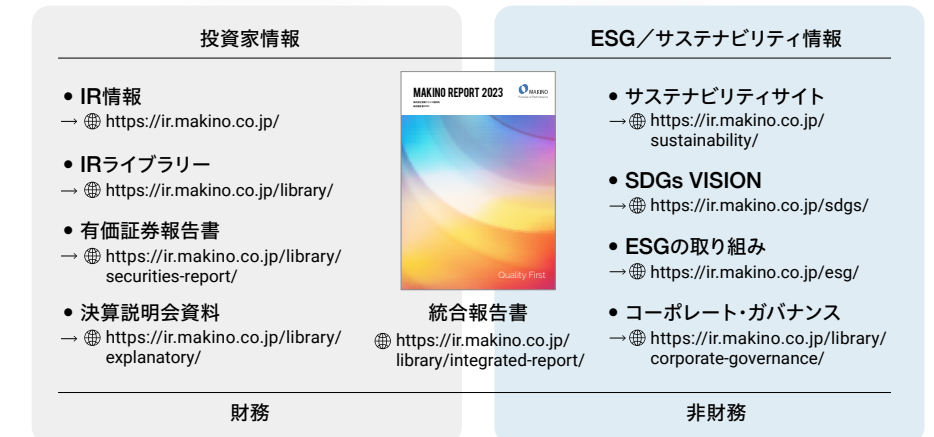 投資家情報
• IR情報
→ https://ir.makino.co.jp/
• IRライブラリー
→ https://ir.makino.co.jp/library/
• 有価証券報告書
→ https://ir.makino.co.jp/library/
securities-report/
• 決算説明会資料
→ https://ir.makino.co.jp/library/
explanatory/
財務
MAKINO REPORT 2023
MAKINO
Quality First
統合報告書
https://ir.makino.co.jp/
library/integrated-report/
ESG/サステナビリティ情報
• サステナビリティサイト
→ https://ir.makino.co.jp/
sustainability/
• SDGs VISION
→ https://ir.makino.co.jp/sdgs/
• ESGの取り組み
→ https://ir.makino.co.jp/esg/
• コーポレート・ガバナンス
→ https://ir.makino.co.jp/library/
corporate-governance/
非財務